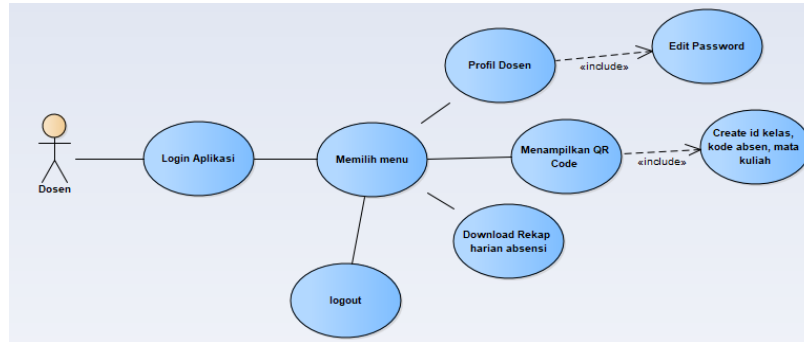 Edit Password
Profil Dosen
«include»
Dosen
Login Aplikasi
Memilih menu
Menampilkan QR
Code
«include»
Create id kelas,
kode absen, mata
kuliah
Download Rekap
harian absensi
logout